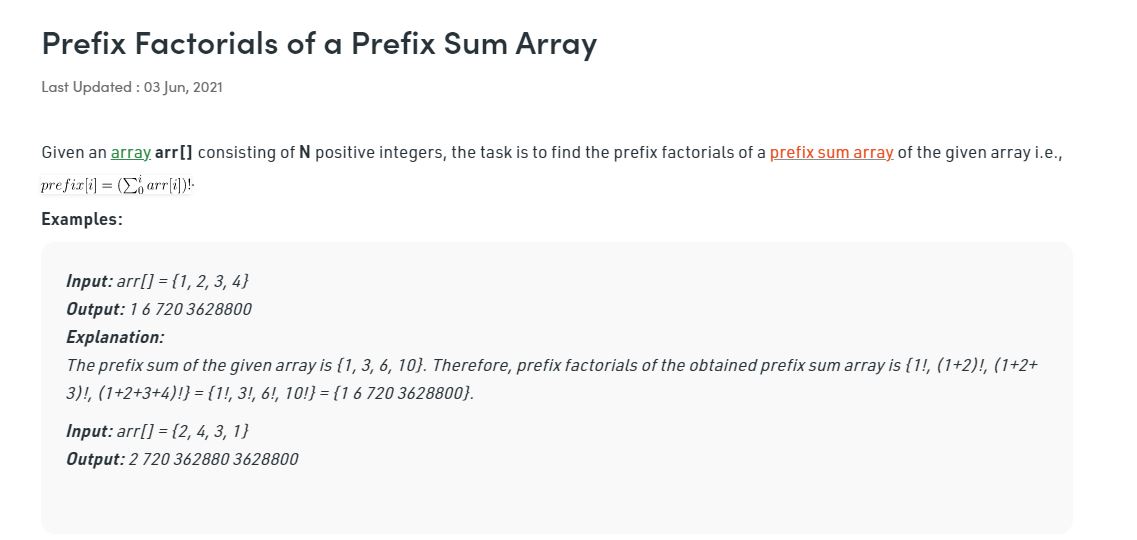 Prefix Factorials of a Prefix Sum Array
Last Updated : 03 Jun, 2021
Given an array arr[] consisting of N positive integers, the task is to find the prefix factorials of a prefix sum array of the given array i.e.,
prefix[i] = (∑₀ⁱ arr[i])!.
Examples:
Input: arr[] = {1, 2, 3, 4}
Output: 1 6 720 3628800
Explanation:
The prefix sum of the given array is {1, 3, 6, 10}. Therefore, prefix factorials of the obtained prefix sum array is {1!, (1+2)!, (1+2+
3)!, (1+2+3+4)!} = {1!, 3!, 6!, 10!} = {1 6 720 3628800}.
Input: arr[] = {2, 4, 3, 1}
Output: 2 720 362880 3628800